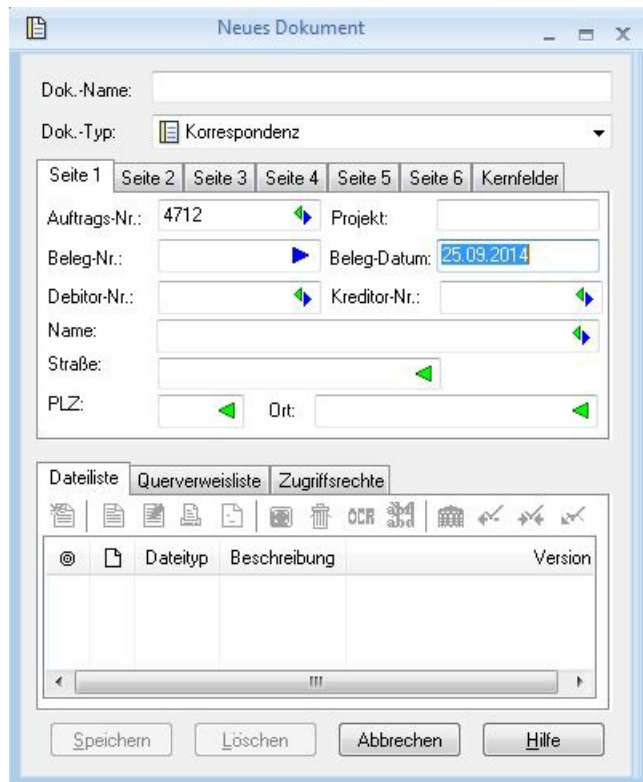 Neues Dokument
Dok.-Name:
Dok.-Typ: Korrespondenz
Seite 1 Seite 2 Seite 3 Seite 4 Seite 5 Seite 6 Kernfelder
Auftrags-Nr.: 4712 Projekt:
Beleg-Nr.: Beleg-Datum: 25.09.2014
Debitor-Nr.: Kreditor-Nr.:
Name:
Straße:
PLZ: Ort:
Dateiliste Querverweisliste Zugriffsrechte
OCR
Dateityp Beschreibung Version
Speichern Löschen Abbrechen Hilfe